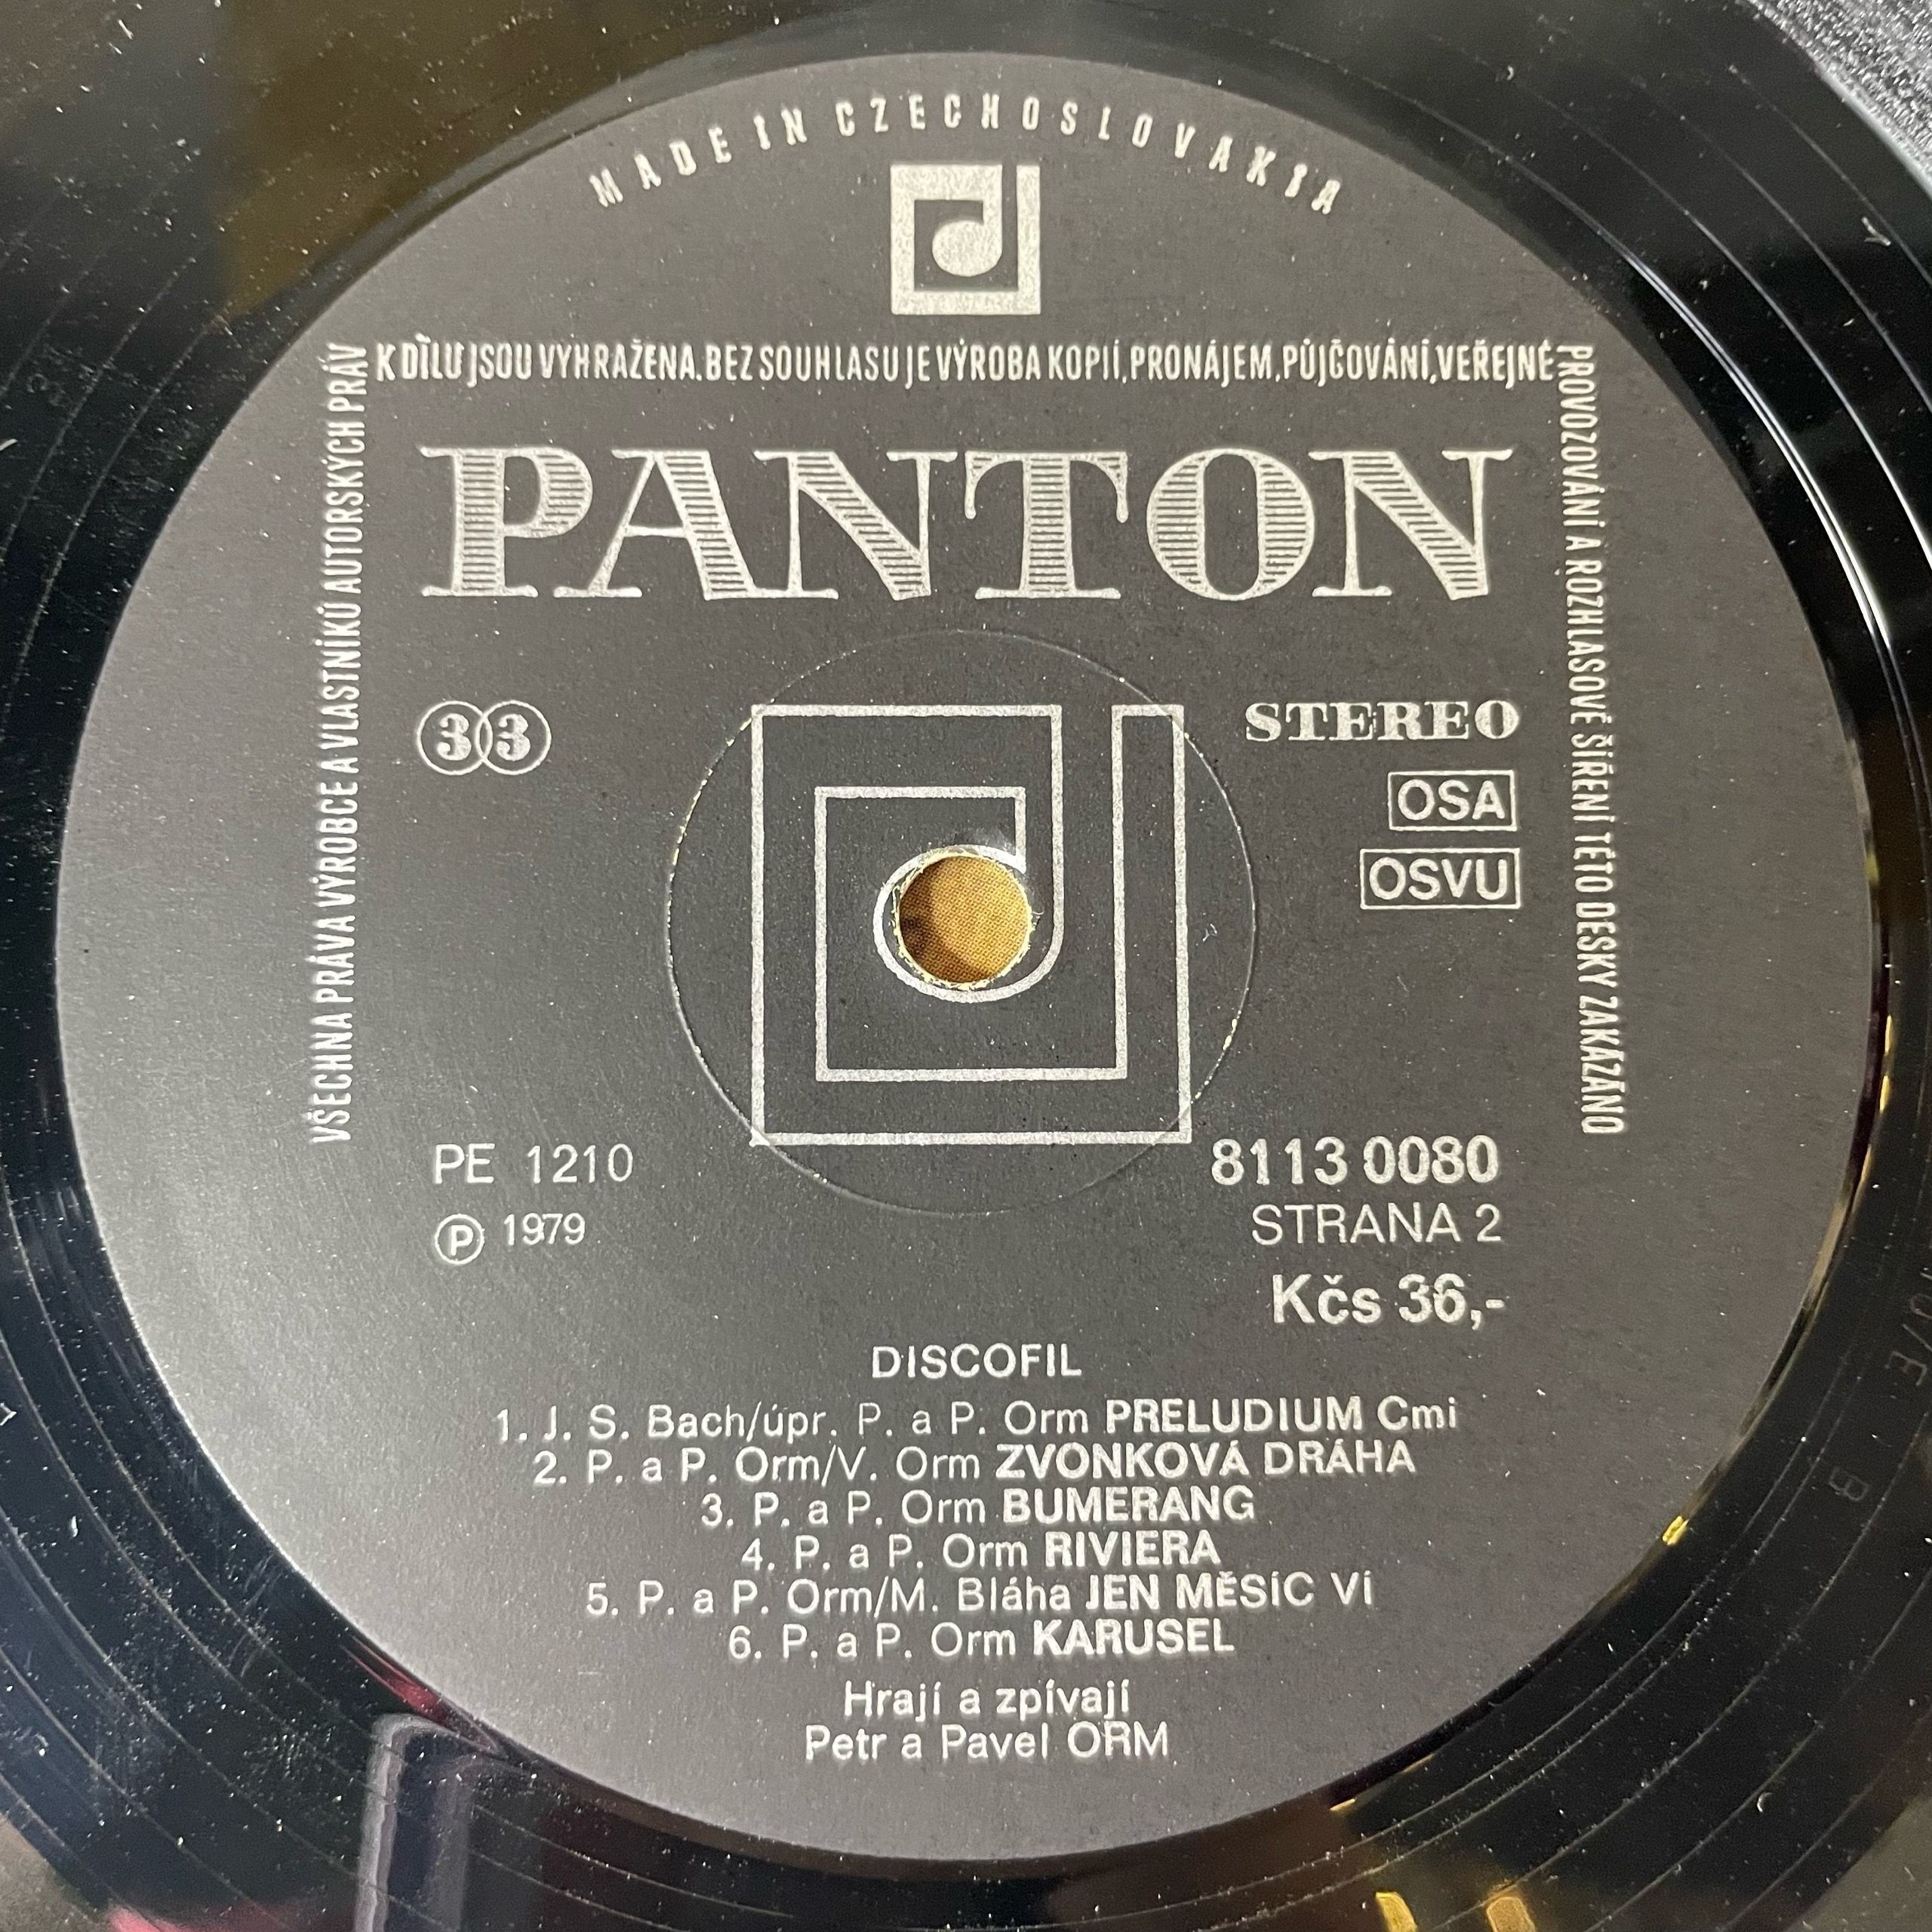 MADE IN CZECHOSLOVAKIA
VŠECHNA PRÁVA VÝROBCE A VLASTNÍKŮ AUTORSKÝCH PRÁV
K DÍLU JSOU VYHRAŽENA. BEZ SOUHLASU JE VÝROBA KOPIÍ, PRONÁJEM, PŮJČOVÁNÍ, VEŘEJNÉ
PROVOZOVÁNÍ A ROZHLASOVÉ ŠÍŘENÍ TÉTO DESKY ZAKÁZÁNO
PANTON
33
STEREO
OSA
OSVU
PE 1210
8113 0080
℗ 1979
STRANA 2
Kčs 36,-
DISCOFIL
1. J. S. Bach/úpr. P. a P. Orm PRELUDIUM Cmi
2. P. a P. Orm/V. Orm ZVONKOVÁ DRÁHA
3. P. a P. Orm BUMERANG
4. P. a P. Orm RIVIERA
5. P. a P. Orm/M. Bláha JEN MĚSÍC VÍ
6. P. a P. Orm KARUSEL
Hrají a zpívají
Petr a Pavel ORM